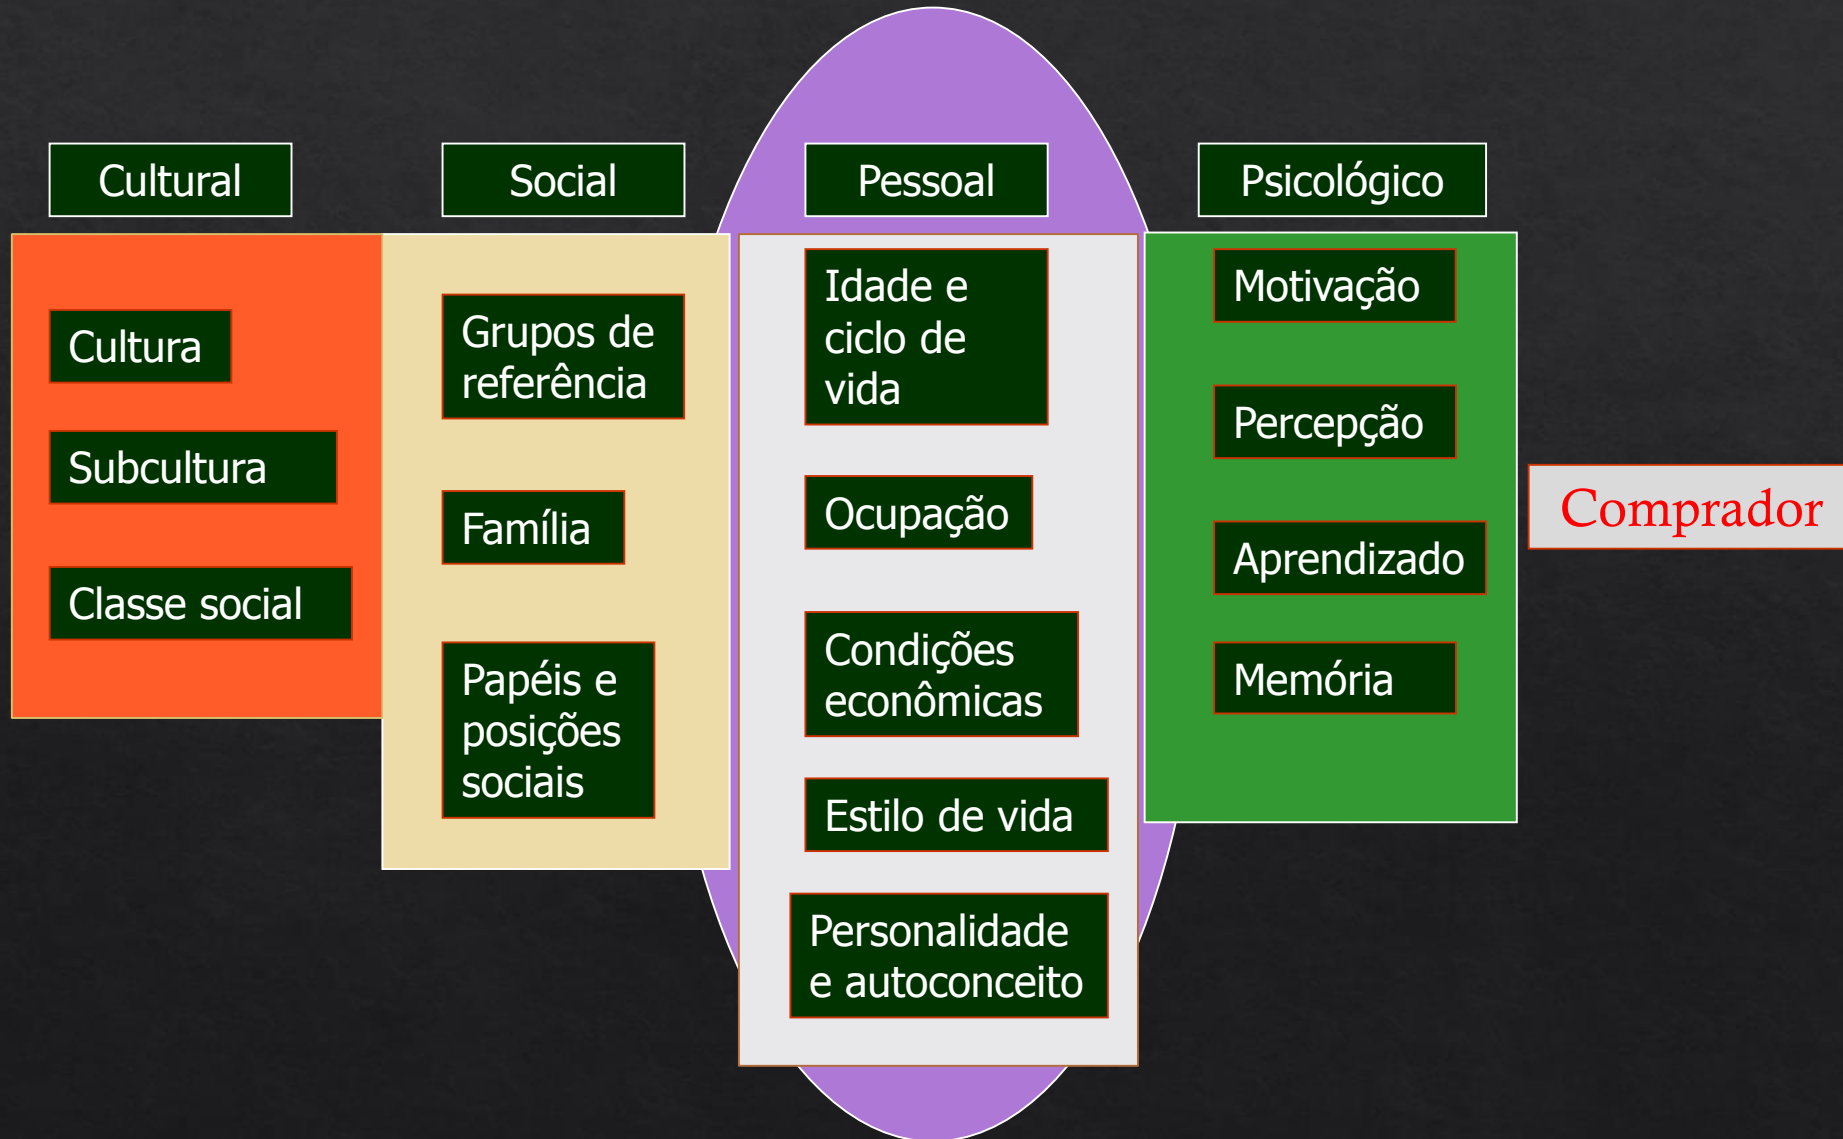 Cultural
Cultura
Subcultura
Classe social
Social
Grupos de
referência
Família
Papéis e
posições
sociais
Pessoal
Idade e
ciclo de
vida
Ocupação
Condições
econômicas
Estilo de vida
Personalidade
e autoconceito
Psicológico
Motivação
Percepção
Aprendizado
Memória
Comprador